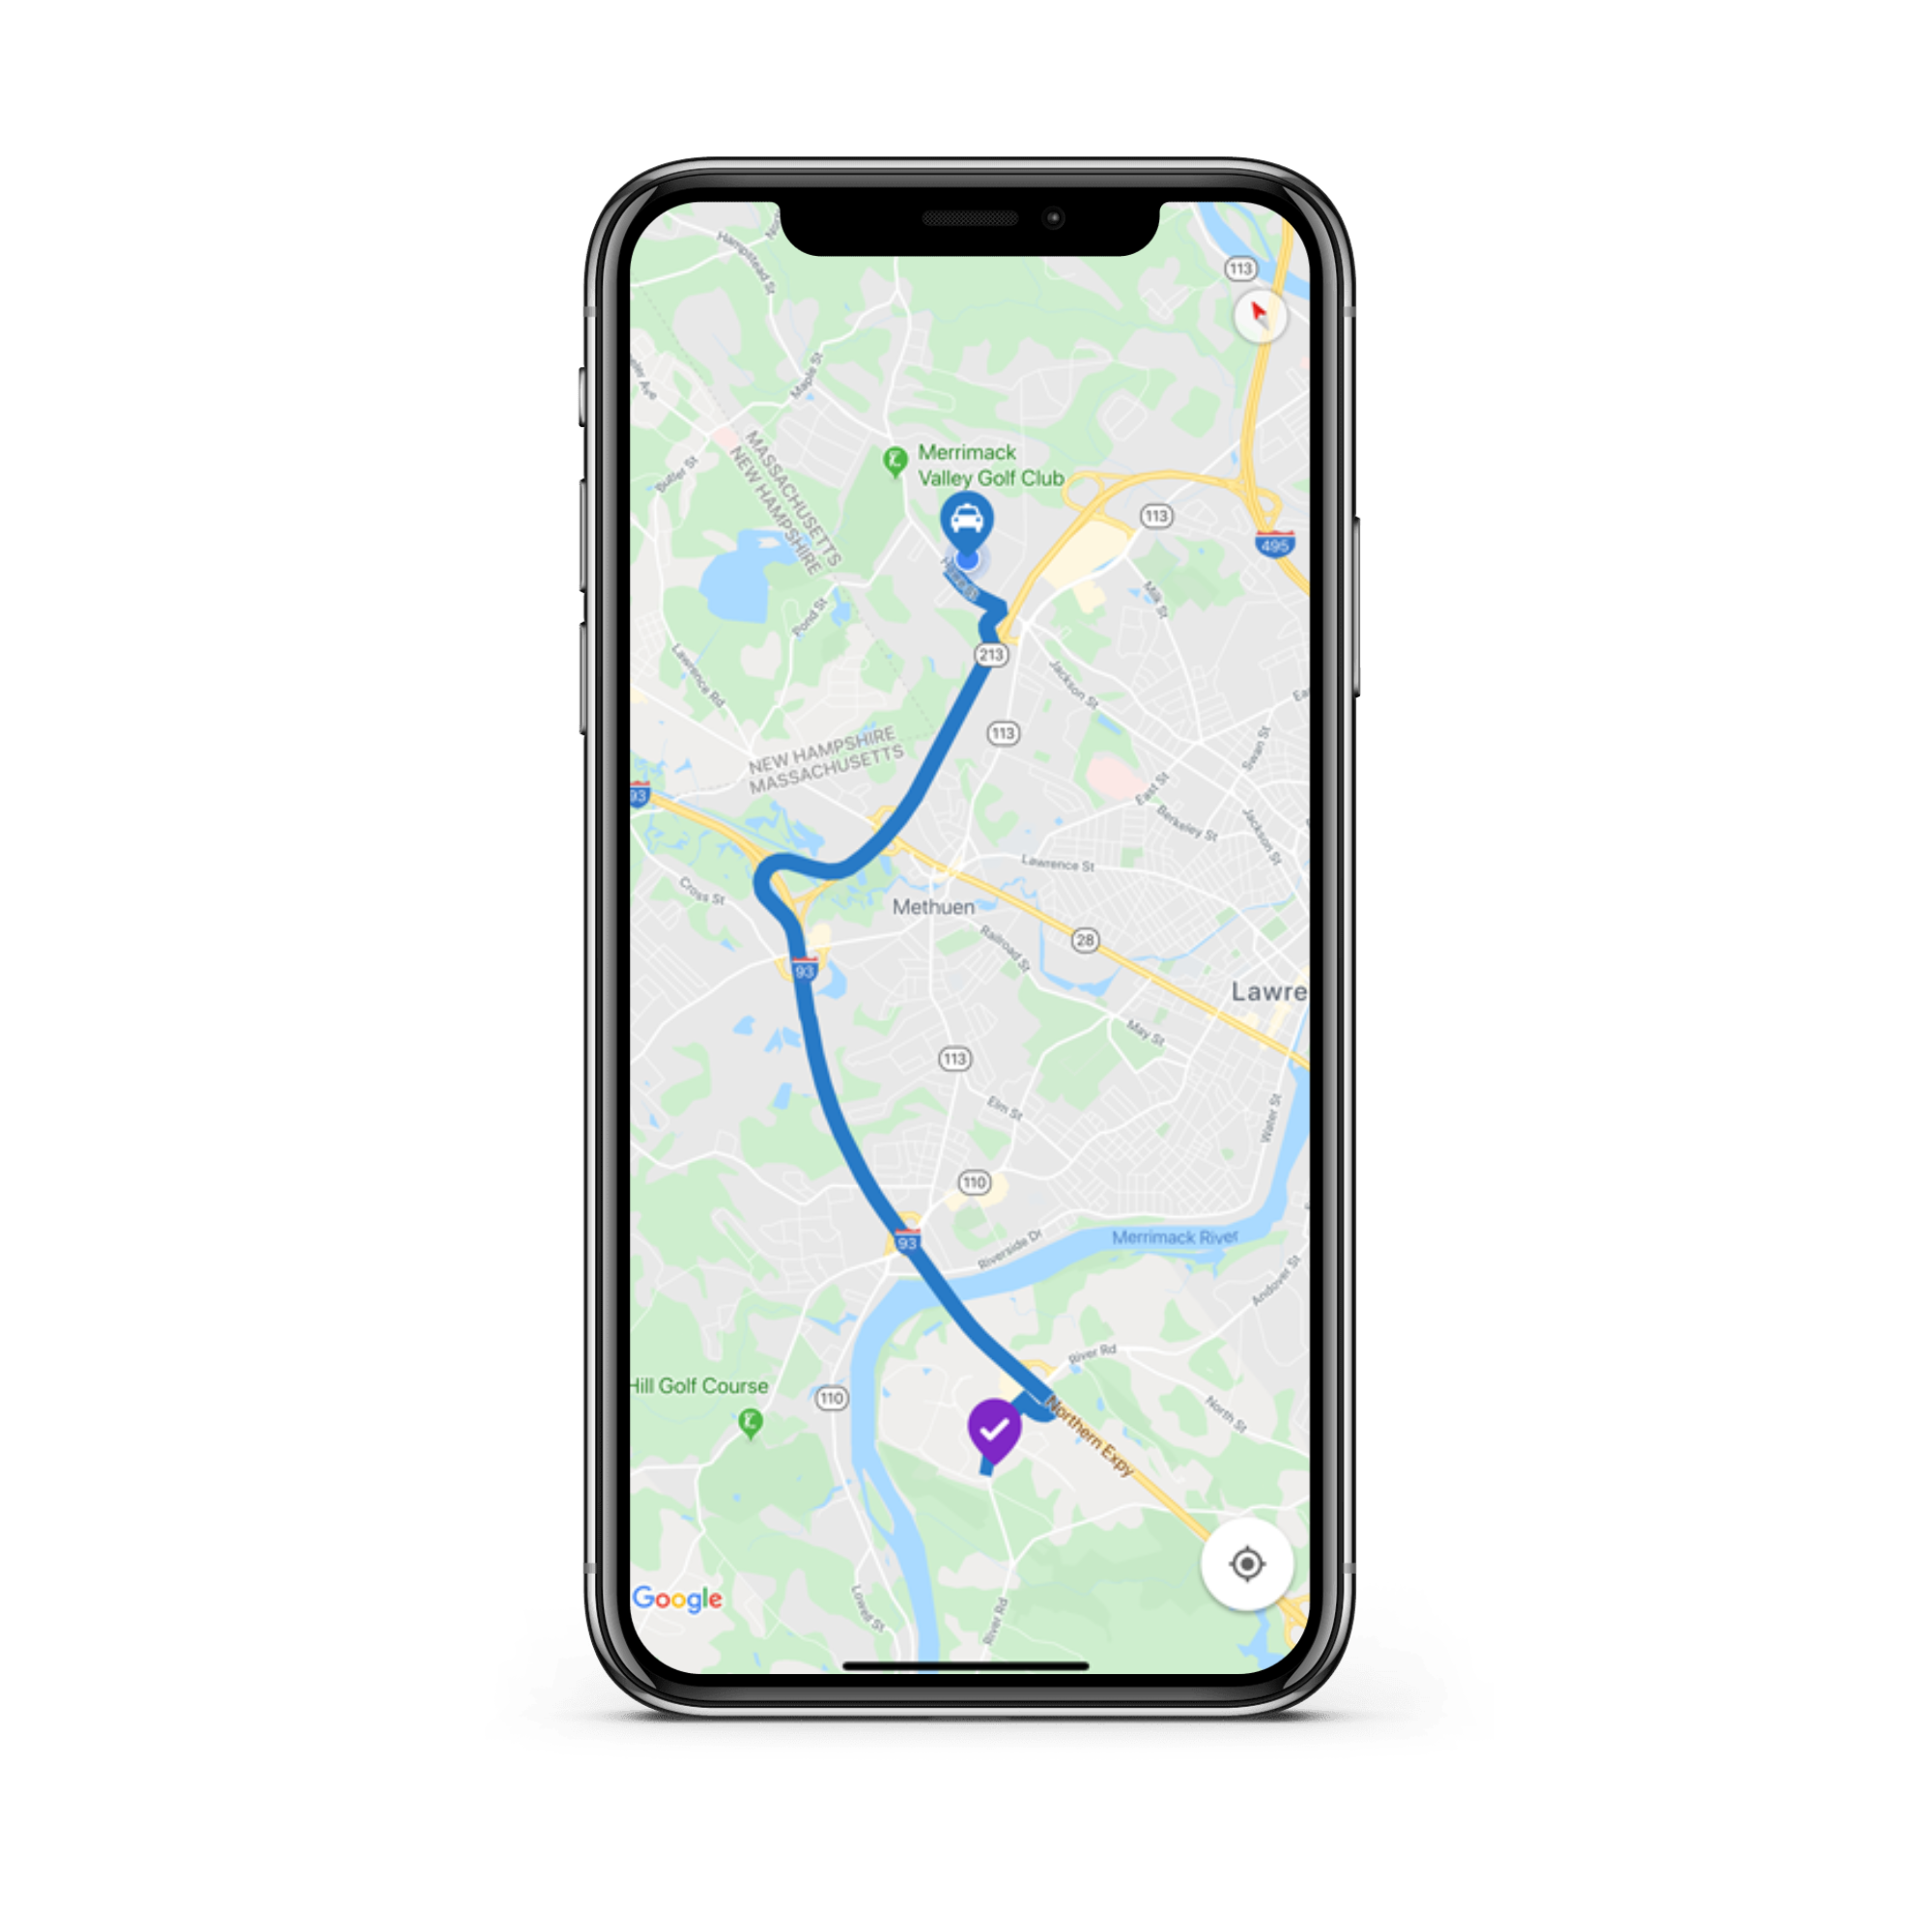 Hampstead St
113
Maple St
Butler St
MASSACHUSETTS
NEW HAMPSHIRE
Merrimack
Valley Golf Club
113
495
Pond St
Milk St
213
Lawrence Rd
Jackson St
113
NEW HAMPSHIRE
MASSACHUSETTS
Swan St
93
East St
Berkeley St
Jackson St
Lawrence St
Cross St
Methuen
28
Railroad St
93
Lawre
May St
113
Elm St
Water St
110
93
Riverside Dr
Merrimack River
Andover St
River Rd
Hill Golf Course
110
North St
Northern Expy
Google
Lowell St
River Rd